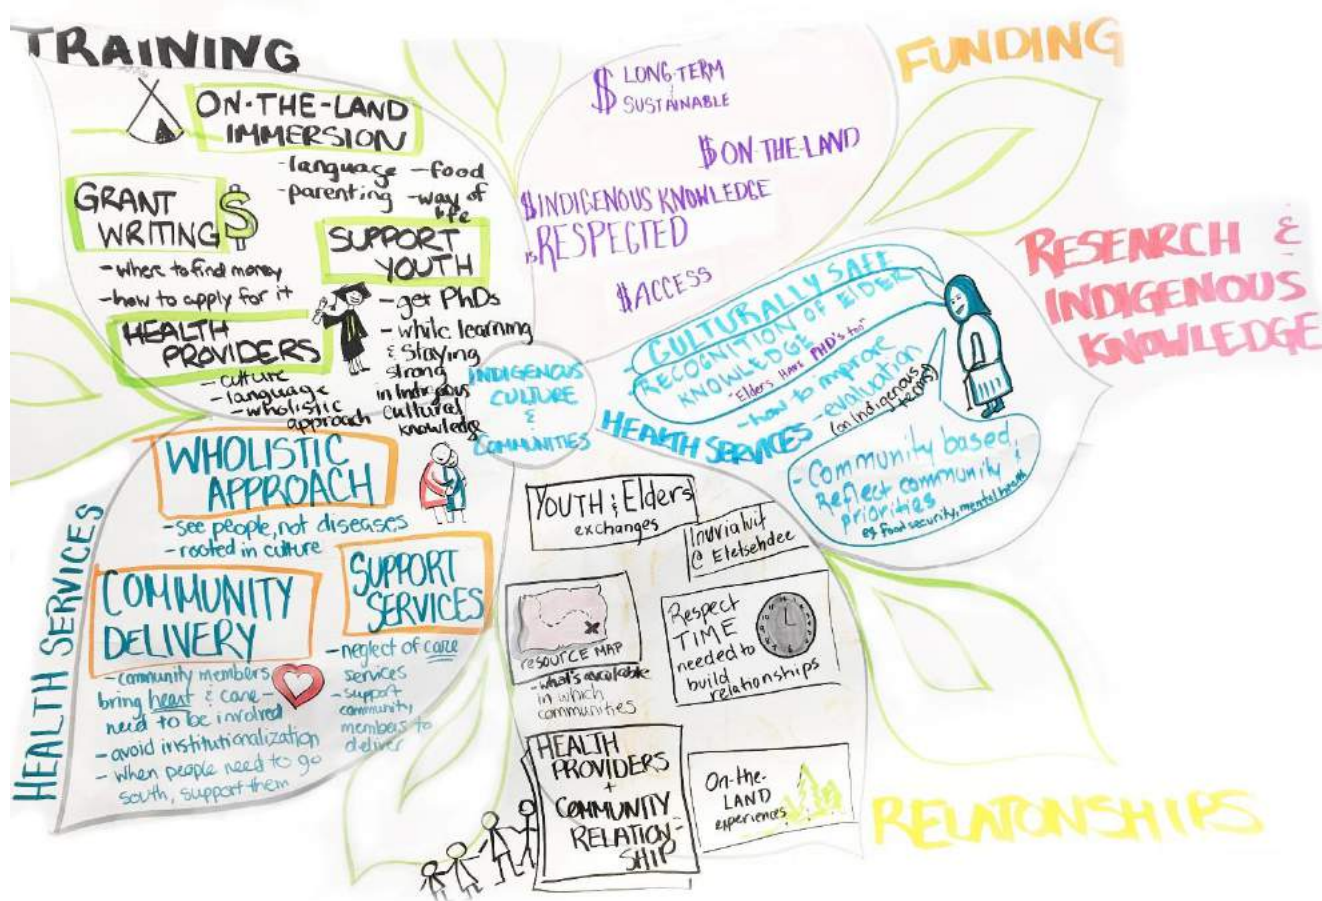 TRAINING
ON-THE-LAND
IMMERSION
-language -food
-parenting -way of
life
GRANT
WRITING
$
-where to find money
-how to apply for it
SUPPORT
YOUTH
-get PhDs
-while learning
& staying
strong
in Indigenous
cultural
knowledge
HEALTH
PROVIDERS
-culture
-language
-wholistic
approach
FUNDING
$ LONG-TERM
SUSTAINABLE
$ ON-THE-LAND
$ INDIGENOUS KNOWLEDGE
is RESPECTED
$ ACCESS
RESEARCH &
INDIGENOUS
KNOWLEDGE
-CULTURALLY SAFE
RECOGNITION OF ELDER
KNOWLEDGE
"Elders HAVE PHD's too"
-how to improve
-evaluation
(on Indigenous
terms)
HEALTH SERVICES
-Community based,
Reflect community
priorities
eg food security, mental health
INDIGENOUS
CULTURE
&
COMMUNITIES
HEALTH SERVICES
WHOLISTIC
APPROACH
-see people, not diseases
-rooted in culture
COMMUNITY
DELIVERY
-community members
bring heart & care-
need to be involved
-avoid institutionalization
-when people need to go
south, support them
SUPPORT
SERVICES
-neglect of care
services
-support
community
members to
deliver
RELATONSHIPS
YOUTH & Elders
exchanges
Inuvialuit
@ Eletsehdee
RESOURCE MAP
-what's available
in which
communities
Respect
TIME
needed to
build
relationships
HEALTH
PROVIDERS
+
COMMUNITY
RELATION-
SHIP
On-the-
LAND
experiences